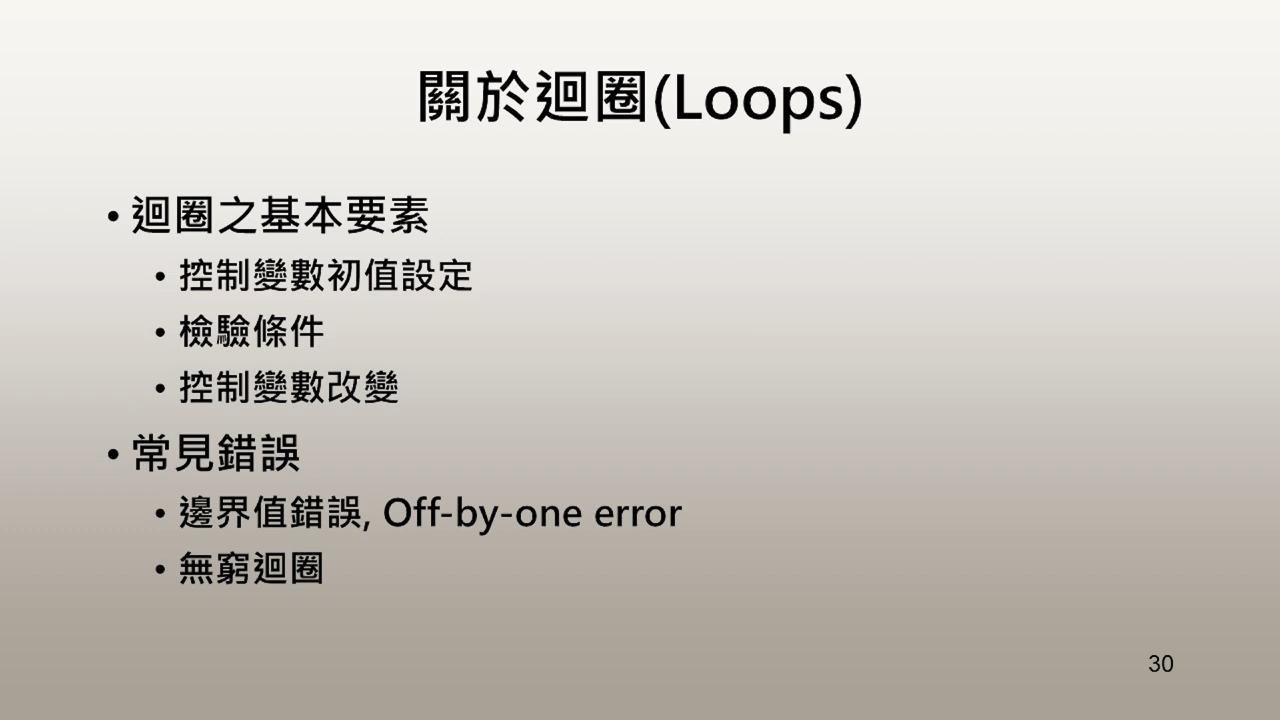 關於迴圈(Loops)
• 迴圈之基本要素
• 控制變數初值設定
• 檢驗條件
• 控制變數改變
• 常見錯誤
• 邊界值錯誤, Off-by-one error
• 無窮迴圈
30